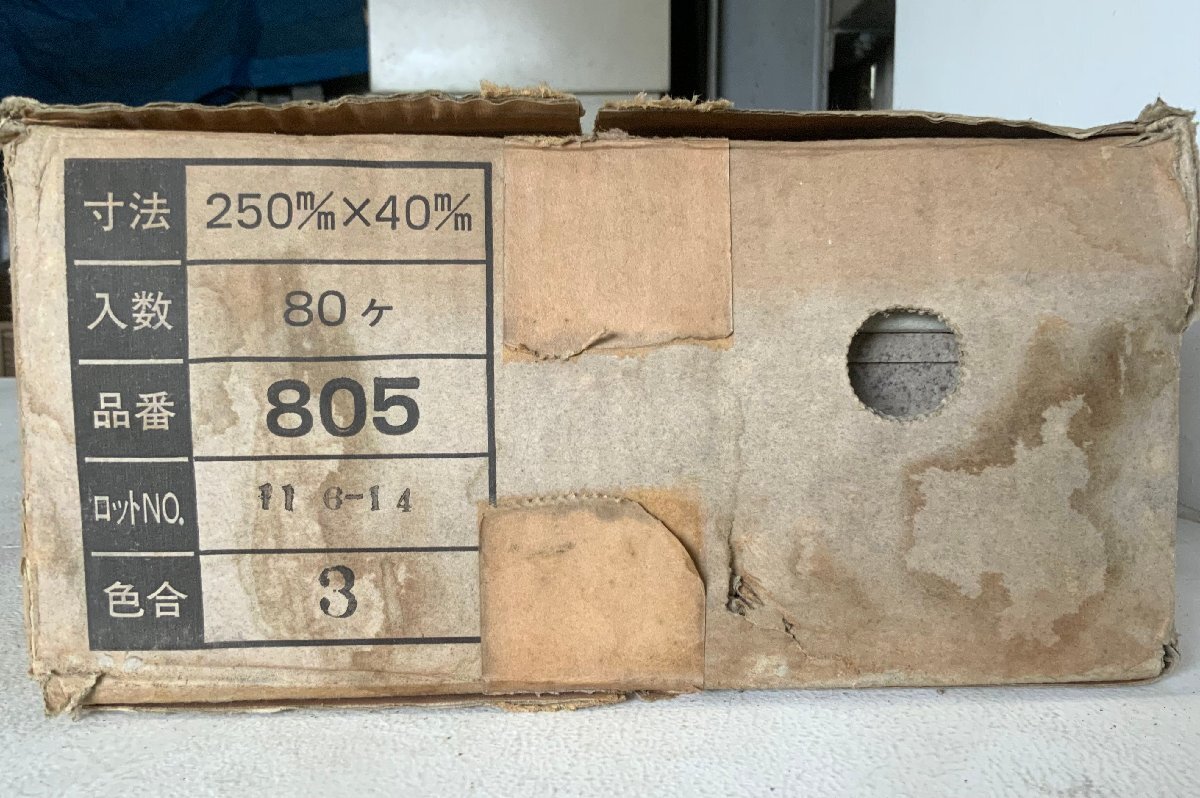 寸法 250㎜×40㎜
入数 80ヶ
品番 805
ロットNO. 11 6-14
色合 3